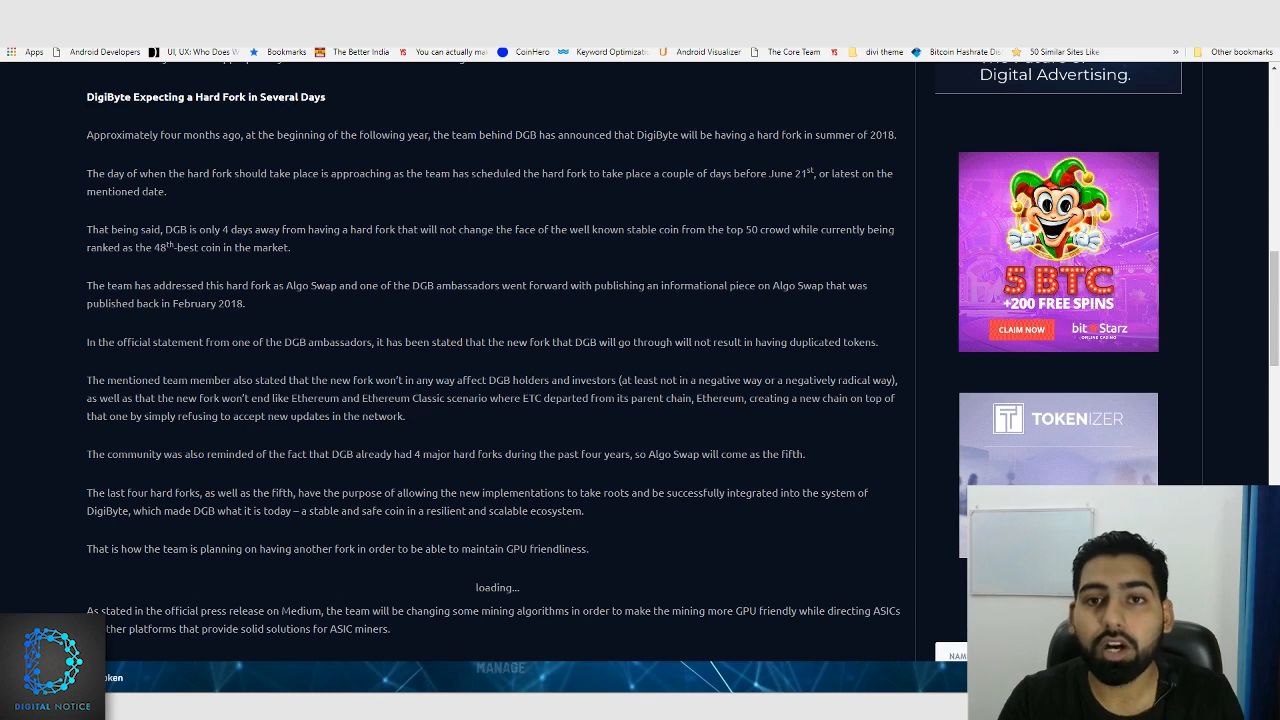 Apps
Android Developers
UI, UX: Who Does W
Bookmarks
The Better India
You can actually ma
CoinHero
Keyword Optimizatio
Android Visualizer
The Core Team
divi theme
Bitcoin Hashrate Dis
50 Similar Sites Like
»
Other bookmarks
DigiByte Expecting a Hard Fork in Several Days
Approximately four months ago, at the beginning of the following year, the team behind DGB has announced that DigiByte will be having a hard fork in summer of 2018.
The day of when the hard fork should take place is approaching as the team has scheduled the hard fork to take place a couple of days before June 21st, or latest on the
mentioned date.
That being said, DGB is only 4 days away from having a hard fork that will not change the face of the well known stable coin from the top 50 crowd while currently being
ranked as the 48th-best coin in the market.
The team has addressed this hard fork as Algo Swap and one of the DGB ambassadors went forward with publishing an informational piece on Algo Swap that was
published back in February 2018.
In the official statement from one of the DGB ambassadors, it has been stated that the new fork that DGB will go through will not result in having duplicated tokens.
The mentioned team member also stated that the new fork won't in any way affect DGB holders and investors (at least not in a negative way or a negatively radical way),
as well as that the new fork won't end like Ethereum and Ethereum Classic scenario where ETC departed from its parent chain, Ethereum, creating a new chain on top of
that one by simply refusing to accept new updates in the network.
The community was also reminded of the fact that DGB already had 4 major hard forks during the past four years, so Algo Swap will come as the fifth.
The last four hard forks, as well as the fifth, have the purpose of allowing the new implementations to take roots and be successfully integrated into the system of
DigiByte, which made DGB what it is today – a stable and safe coin in a resilient and scalable ecosystem.
That is how the team is planning on having another fork in order to be able to maintain GPU friendliness.
loading...
As stated in the official press release on Medium, the team will be changing some mining algorithms in order to make the mining more GPU friendly while directing ASICs
ther platforms that provide solid solutions for ASIC miners.
MANAGE
oken
DIGITAL NOTICE
Digital Advertising.
5 BTC
+200 FREE SPINS
CLAIM NOW
bitStarz
ONLINE CASINO
TOKENIZER
NAM